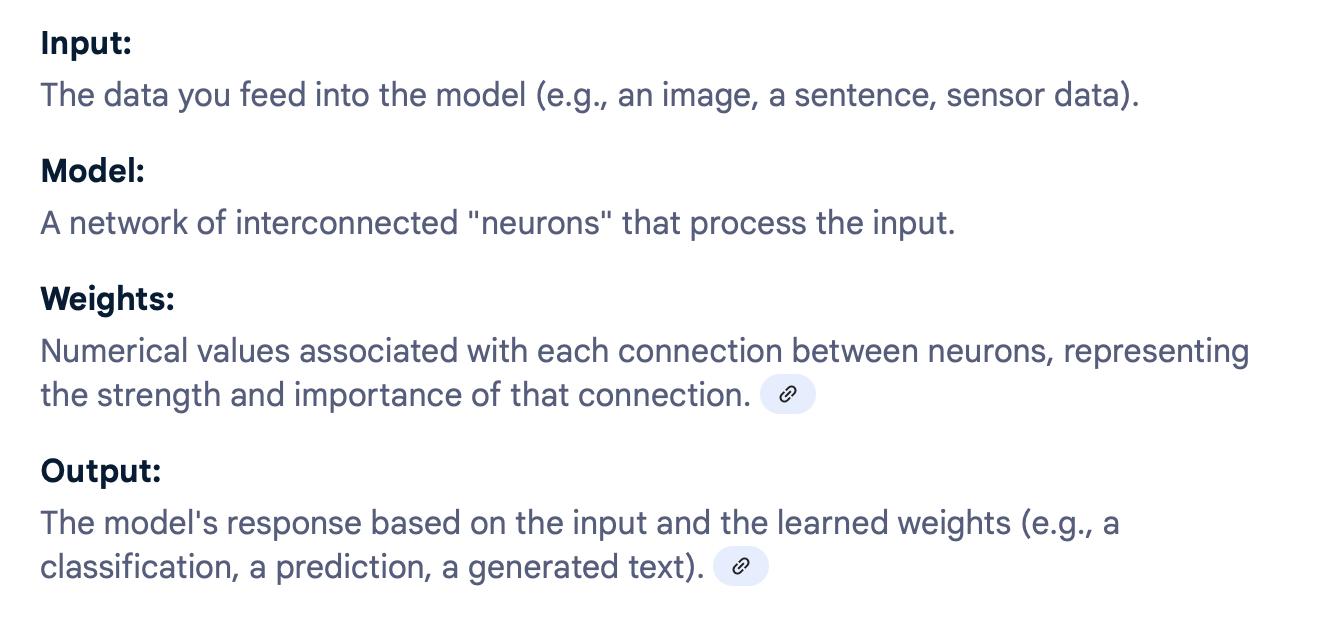 Input:
The data you feed into the model (e.g., an image, a sentence, sensor data).
Model:
A network of interconnected "neurons" that process the input.
Weights:
Numerical values associated with each connection between neurons, representing
the strength and importance of that connection.
Output:
The model's response based on the input and the learned weights (e.g., a
classification, a prediction, a generated text).